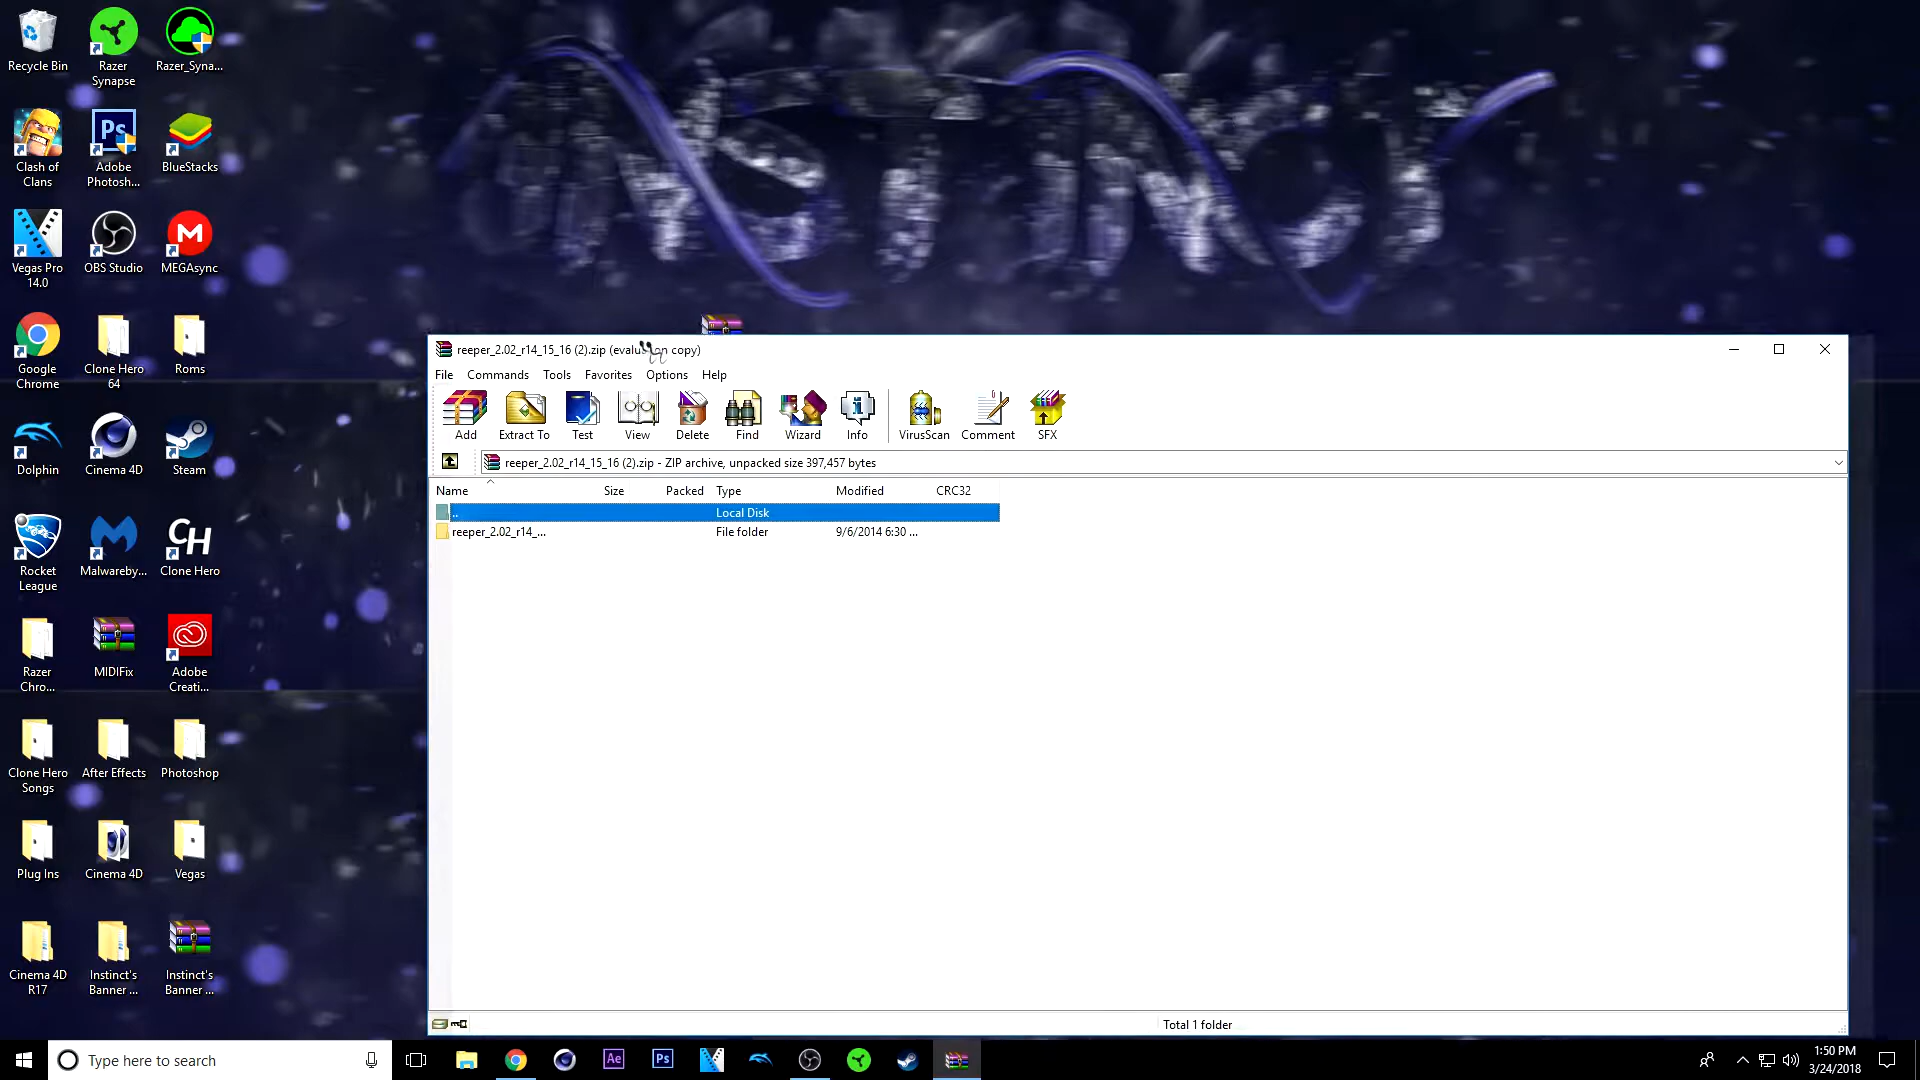 Recycle Bin
Razer
Synapse
Razer_Syna...
Clash of
Clans
Adobe
Photosh...
BlueStacks
Vegas Pro
14.0
OBS Studio
MEGAsync
Google
Chrome
Clone Hero
64
Roms
Dolphin
Cinema 4D
Steam
Rocket
League
Malwareby...
Clone Hero
Razer
Chro...
MIDIFix
Adobe
Creati...
Clone Hero
Songs
After Effects
Photoshop
Plug Ins
Cinema 4D
Vegas
Cinema 4D
R17
Instinct's
Banner ...
Instinct's
Banner ...
reeper_2.02_r14_15_16 (2).zip (evaluation copy)
File Commands Tools Favorites Options Help
Add Extract To Test View Delete Find Wizard Info VirusScan Comment SFX
reeper_2.02_r14_15_16 (2).zip - ZIP archive, unpacked size 397,457 bytes
Name Size Packed Type Modified CRC32
.. Local Disk
reeper_2.02_r14_... File folder 9/6/2014 6:30 ...
Total 1 folder
Type here to search
Ae
Ps
1:50 PM
3/24/2018